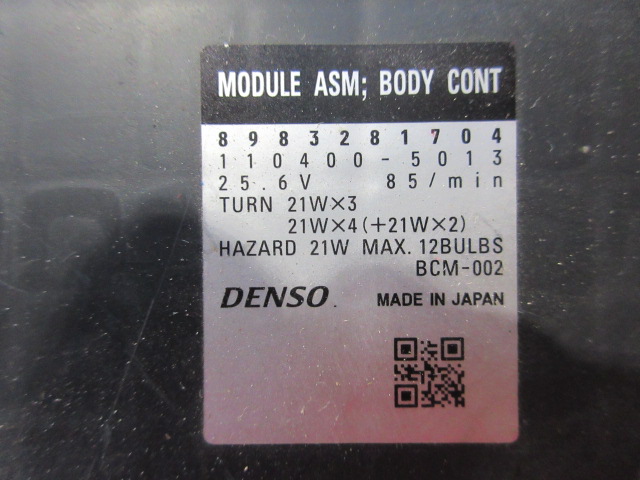 MODULE ASM; BODY CONT
8983281704
110400-5013
25.6V 85/min
TURN 21W×3
21W×4(+21W×2)
HAZARD 21W MAX. 12BULBS
BCM-002
DENSO MADE IN JAPAN